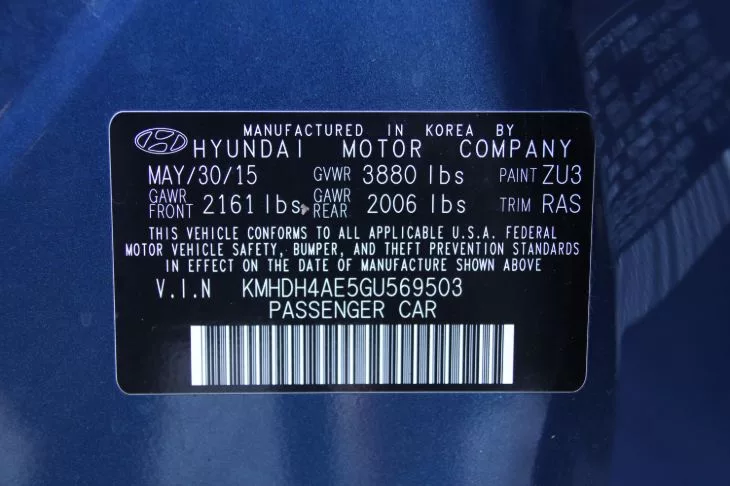 MANUFACTURED IN KOREA BY
HYUNDAI MOTOR COMPANY
MAY/30/15 GVWR 3880 lbs PAINT ZU3
GAWR FRONT 2161 lbs GAWR REAR 2006 lbs TRIM RAS
THIS VEHICLE CONFORMS TO ALL APPLICABLE U.S.A. FEDERAL
MOTOR VEHICLE SAFETY, BUMPER, AND THEFT PREVENTION STANDARDS
IN EFFECT ON THE DATE OF MANUFACTURE SHOWN ABOVE
V.I.N KMHDH4AE5GU569503
PASSENGER CAR